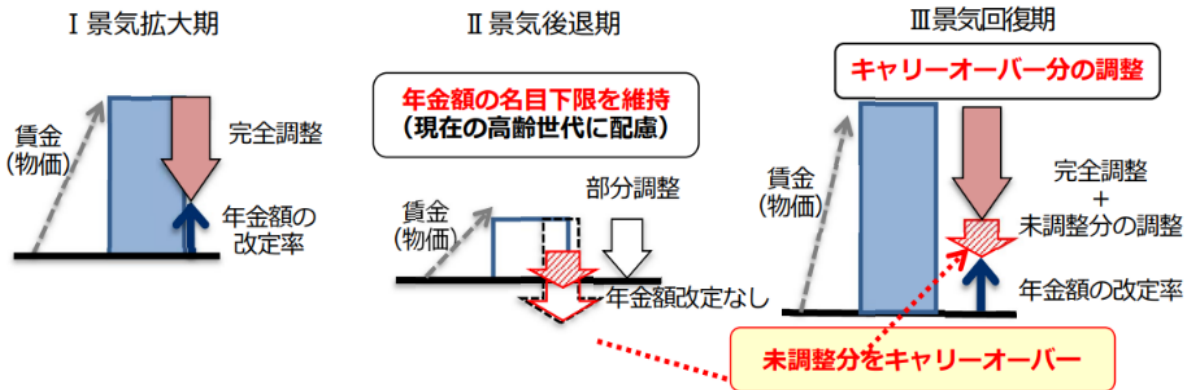 Ⅰ 景気拡大期
賃金
(物価)
完全調整
年金額の
改定率
Ⅱ 景気後退期
年金額の名目下限を維持
(現在の高齢世代に配慮)
賃金
(物価)
部分調整
年金額改定なし
Ⅲ景気回復期
キャリーオーバー分の調整
賃金
(物価)
完全調整
+
未調整分の調整
年金額の改定率
未調整分をキャリーオーバー